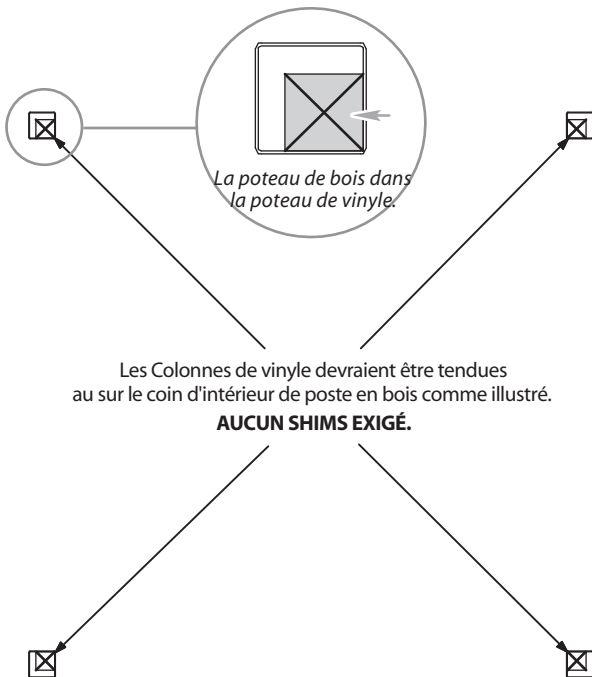 La poteau de bois dans
la poteau de vinyle.
Les Colonnes de vinyle devraient être tendues
au sur le coin d'intérieur de poste en bois comme illustré.
AUCUN SHIMS EXIGÉ.